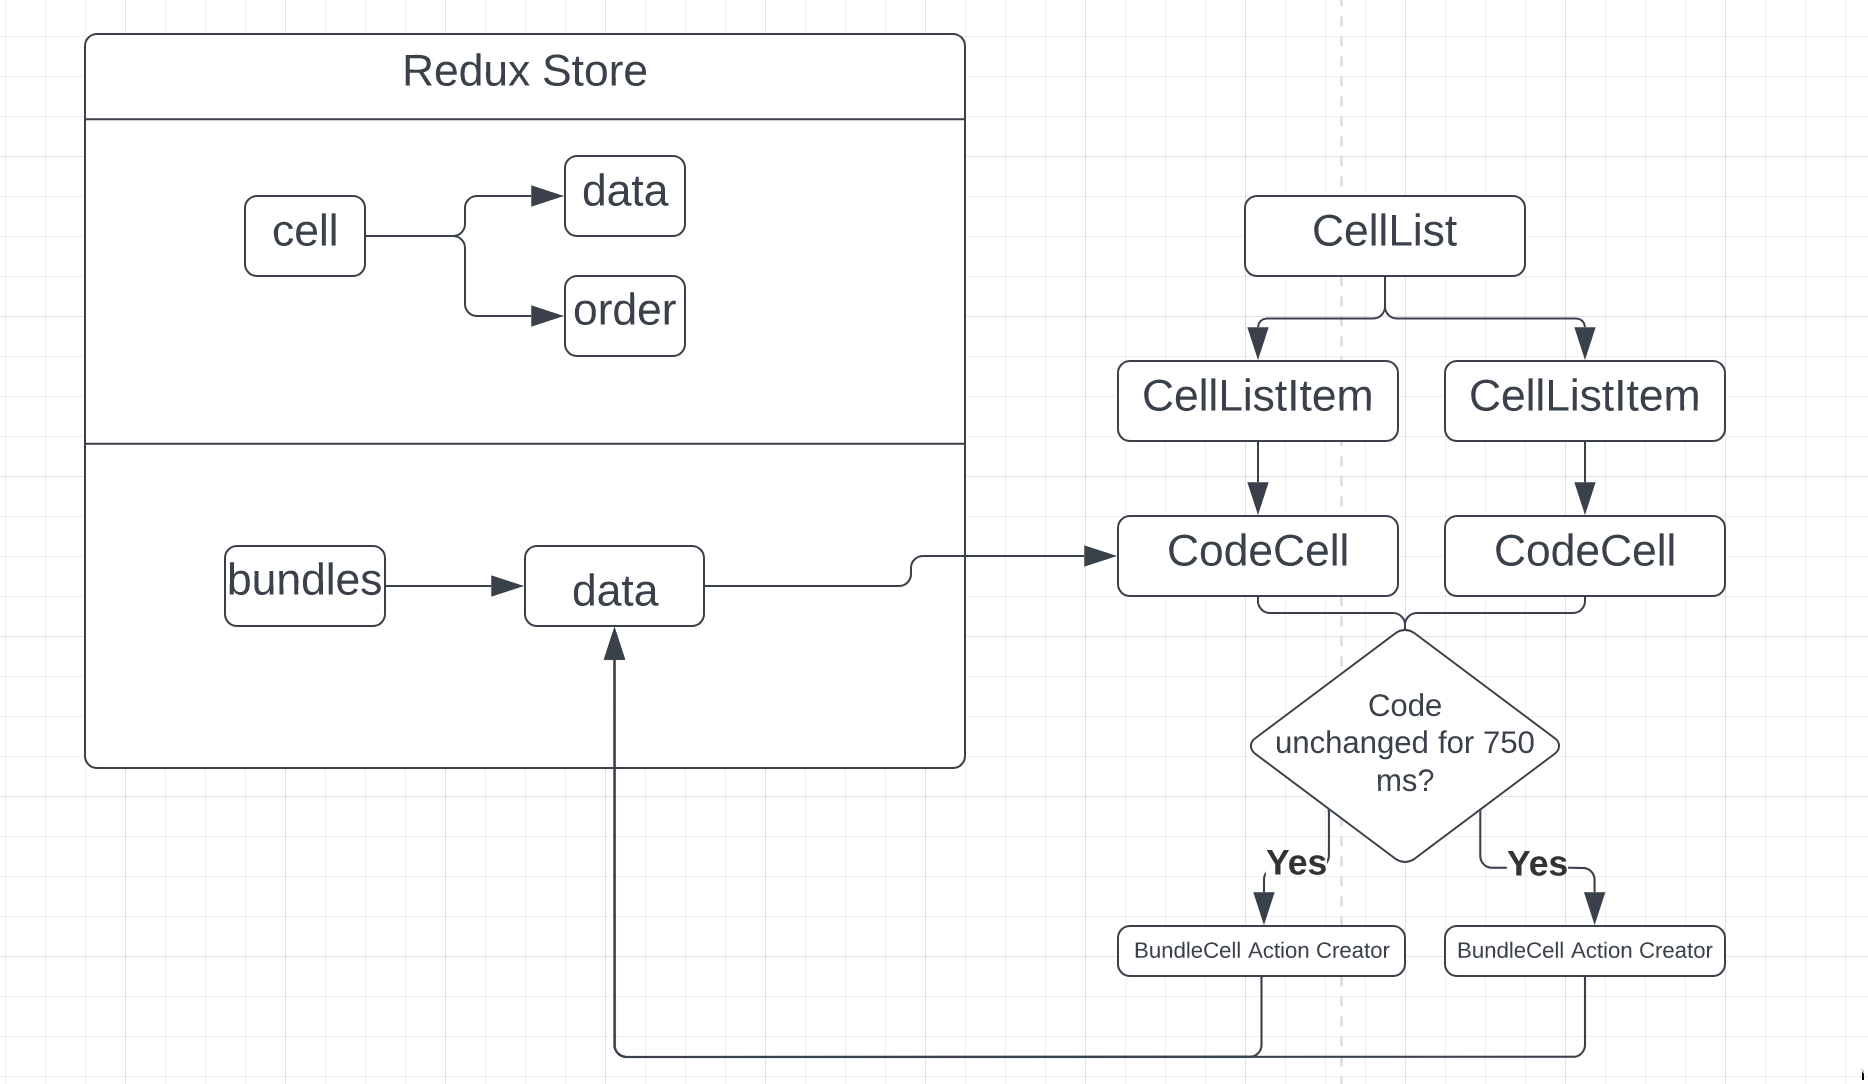 Redux Store
cell
data
order
bundles
data
CellList
CellListItem
CellListItem
CodeCell
CodeCell
Code
unchanged for 750
ms?
Yes
Yes
BundleCell Action Creator
BundleCell Action Creator